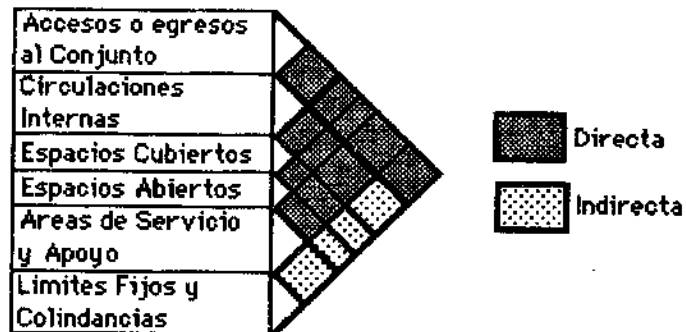 Accesos o egresos
al Conjunto
Circulaciones
Internas
Espacios Cubiertos
Espacios Abiertos
Areas de Servicio
y Apoyo
Limites Fijos y
Colindancias
Directa
Indirecta